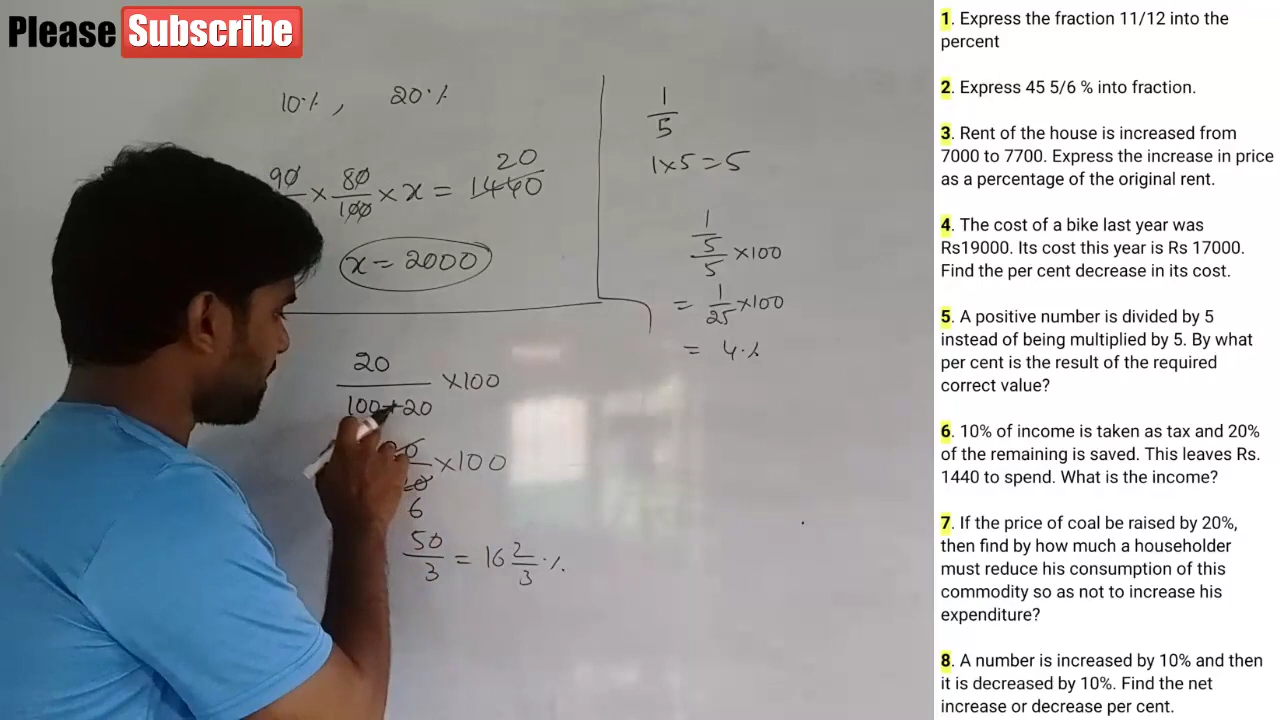 Please Subscribe
10%, 20%
90 × 80/100 × x = 1440 20
x = 2000
1/5
1×5=5
1/5/5 ×100
= 1/25 ×100
= 4%
20/100+20 ×100
×100
6
50/3 = 16 2/3 %
1. Express the fraction 11/12 into the
percent
2. Express 45 5/6 % into fraction.
3. Rent of the house is increased from
7000 to 7700. Express the increase in price
as a percentage of the original rent.
4. The cost of a bike last year was
Rs19000. Its cost this year is Rs 17000.
Find the per cent decrease in its cost.
5. A positive number is divided by 5
instead of being multiplied by 5. By what
per cent is the result of the required
correct value?
6. 10% of income is taken as tax and 20%
of the remaining is saved. This leaves Rs.
1440 to spend. What is the income?
7. If the price of coal be raised by 20%,
then find by how much a householder
must reduce his consumption of this
commodity so as not to increase his
expenditure?
8. A number is increased by 10% and then
it is decreased by 10%. Find the net
increase or decrease per cent.